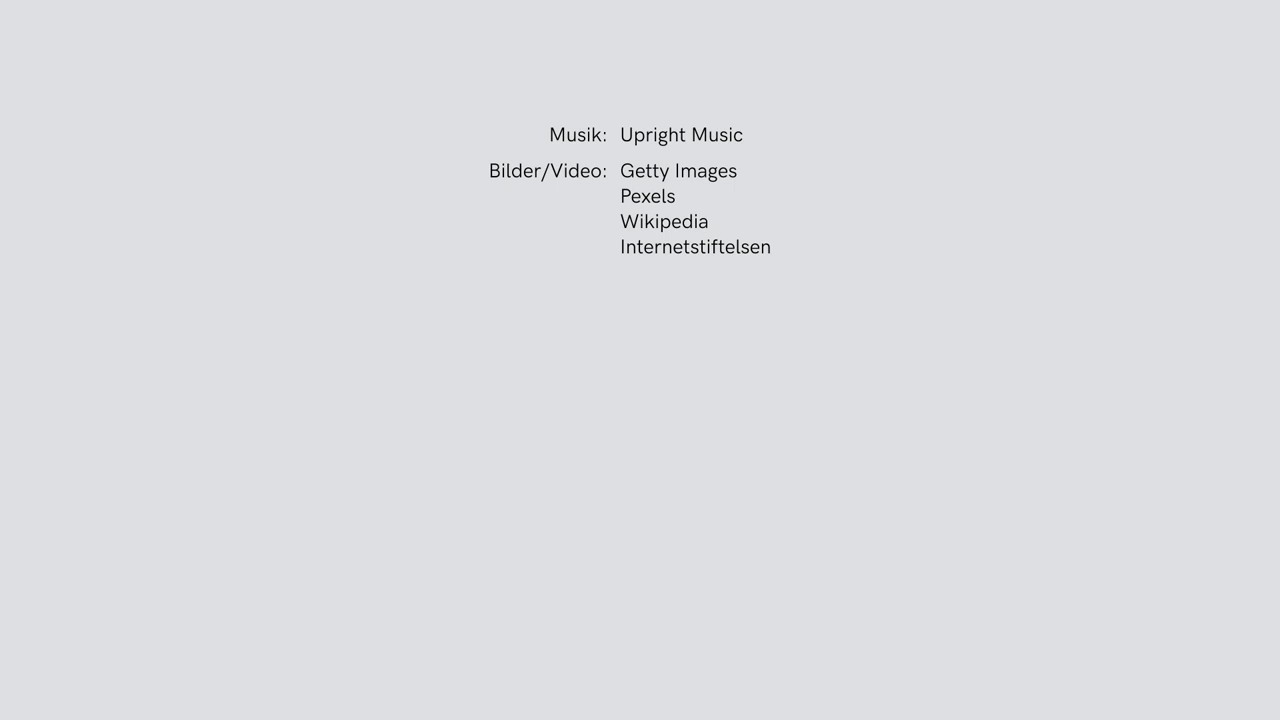 Musik: Upright Music
Bilder/Video: Getty Images
Pexels
Wikipedia
Internetstiftelsen